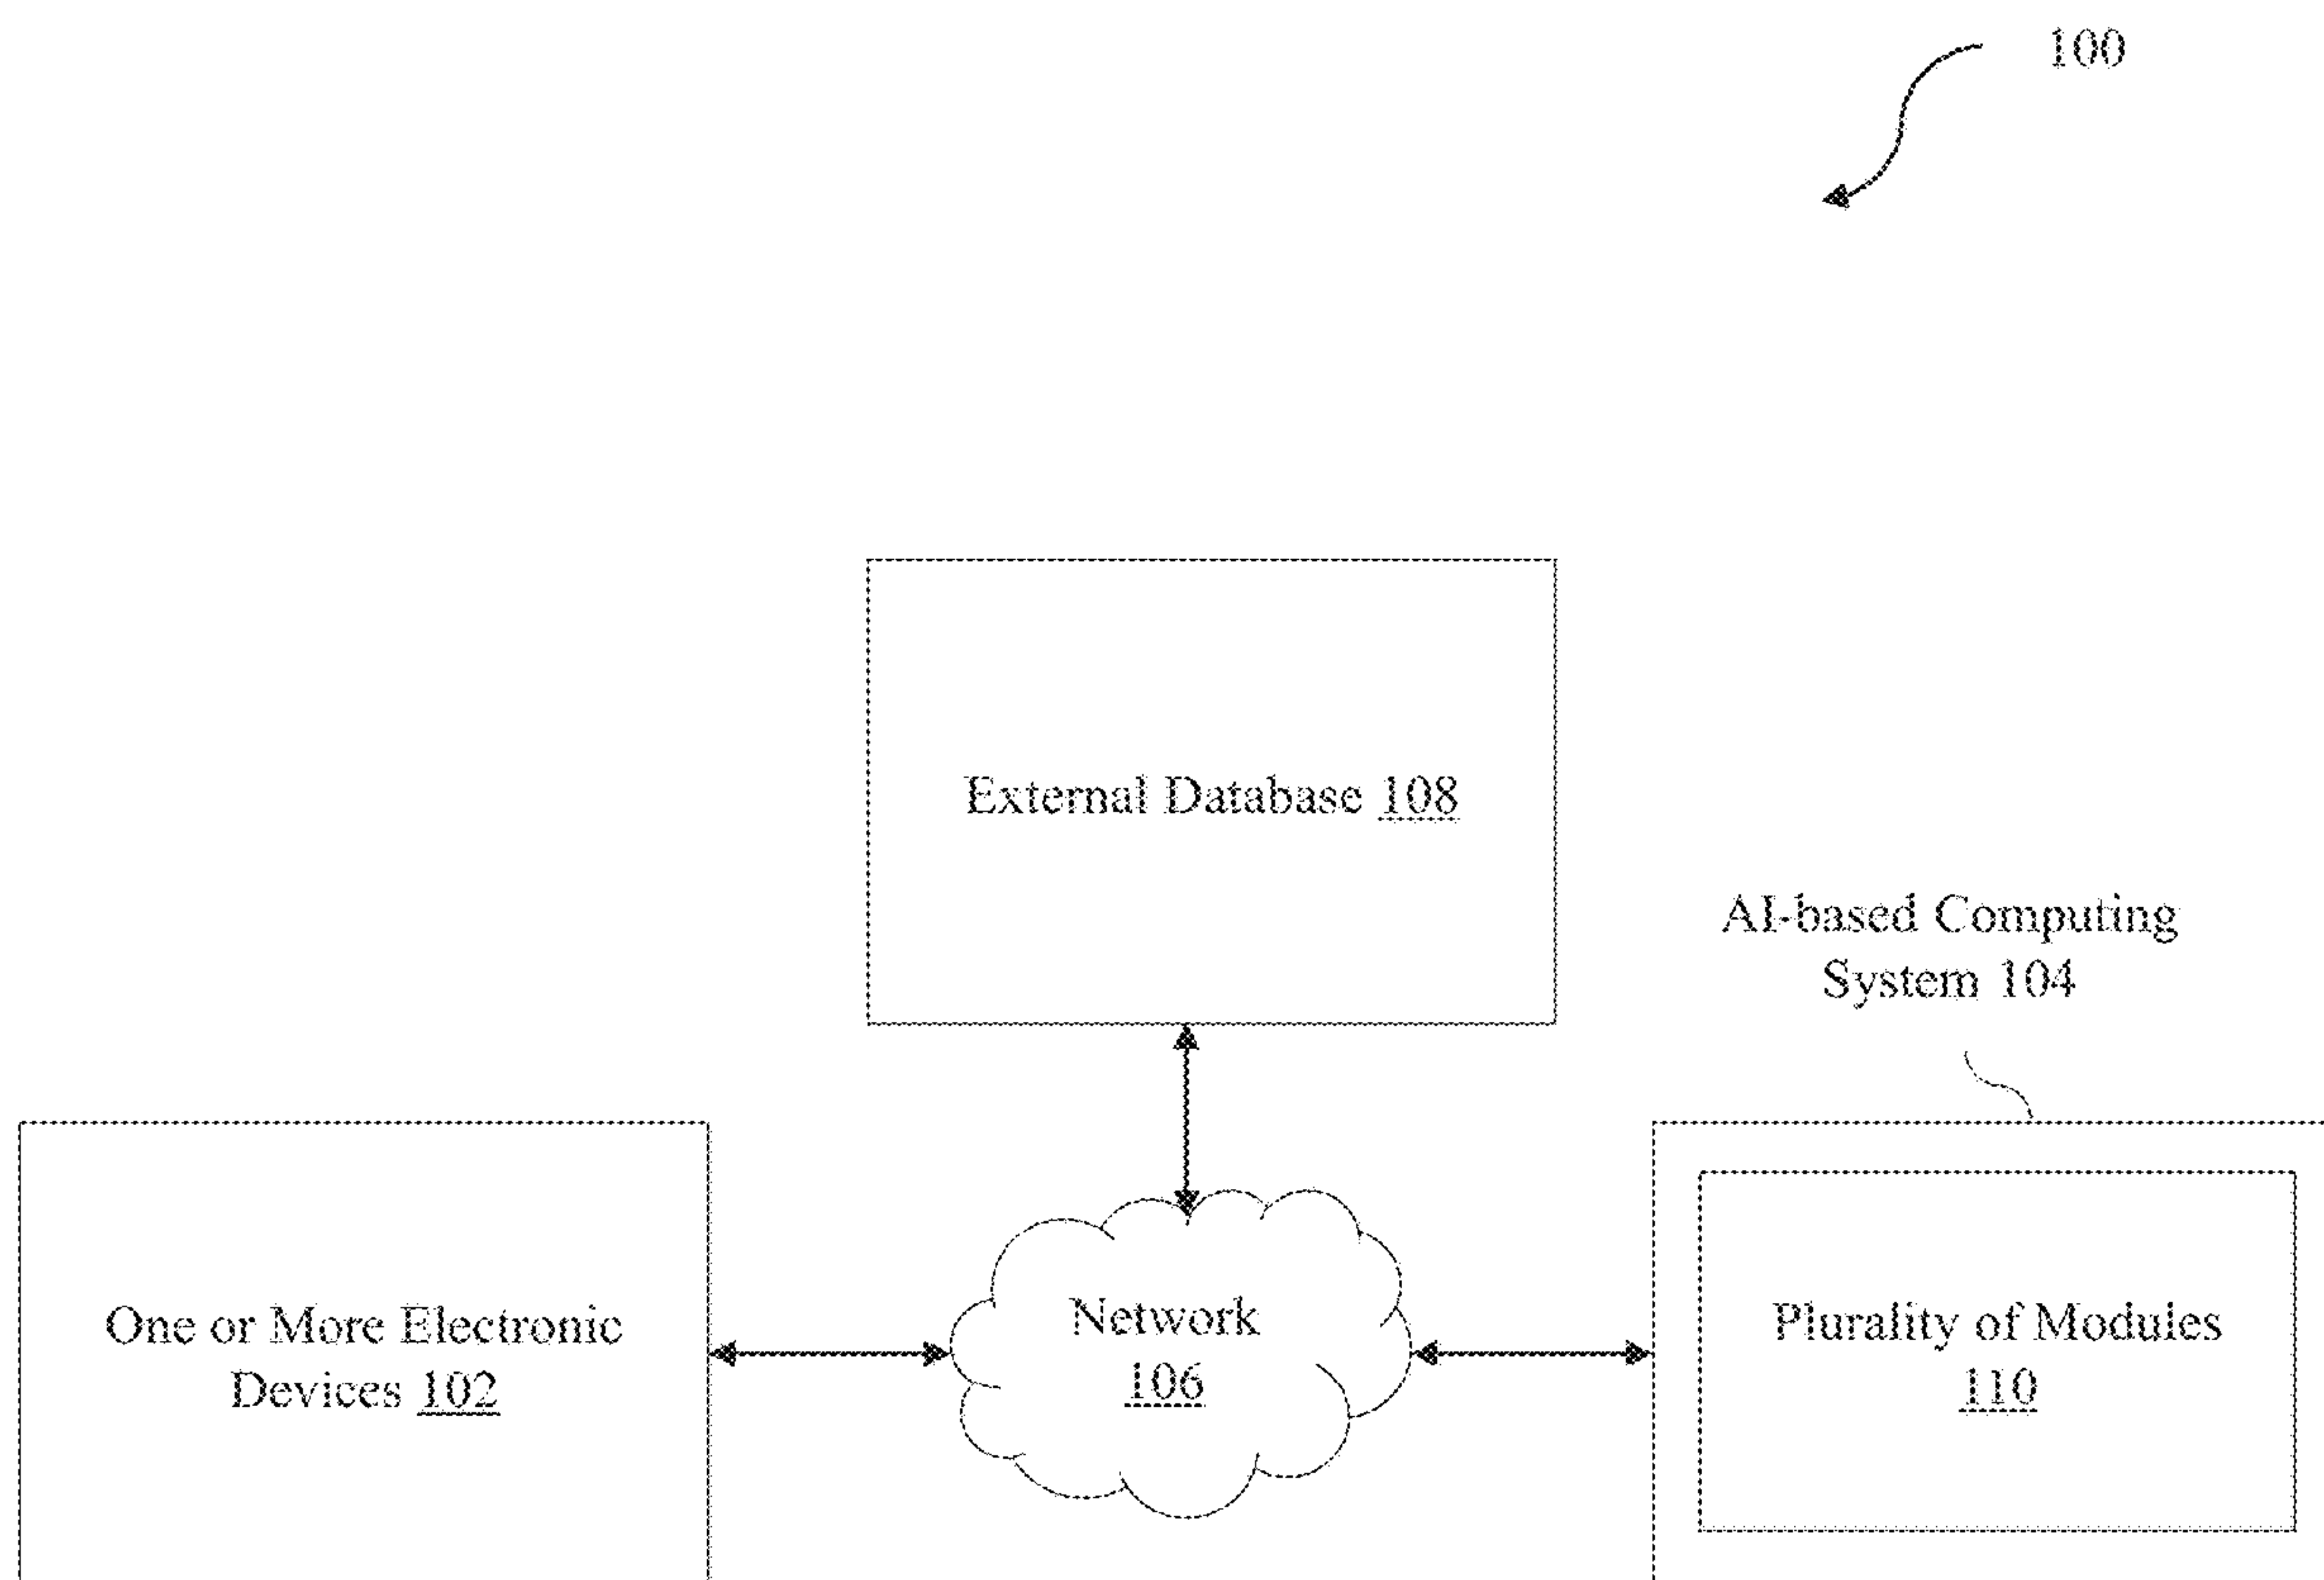 100
External Database 108
AI-based Computing
System 104
One or More Electronic
Devices 102
Network
106
Plurality of Modules
110